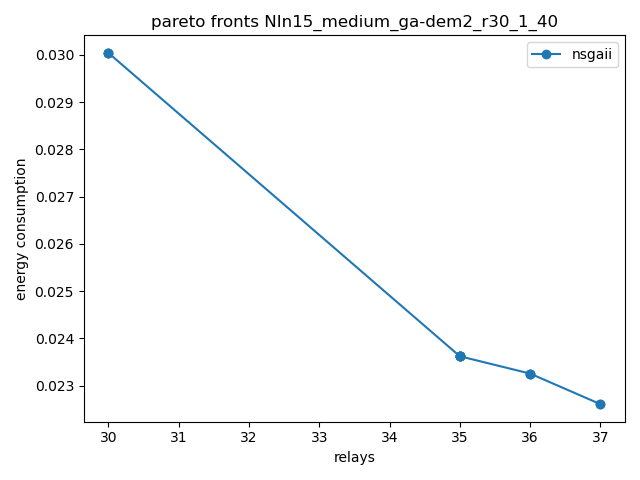 pareto fronts NIn15_medium_ga-dem2_r30_1_40
nsgaii
energy consumption
0.030
0.029
0.028
0.027
0.026
0.025
0.024
0.023
30 31 32 33 34 35 36 37
relays